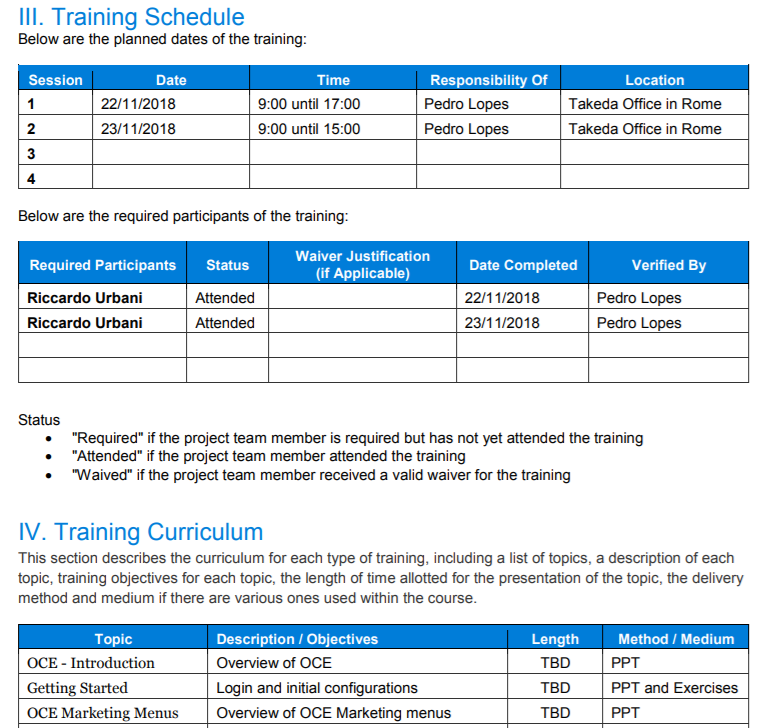 III. Training Schedule
Below are the planned dates of the training:
Session Date Time Responsibility Of Location
1 22/11/2018 9:00 until 17:00 Pedro Lopes Takeda Office in Rome
2 23/11/2018 9:00 until 15:00 Pedro Lopes Takeda Office in Rome
3
4
Below are the required participants of the training:
Required Participants Status Waiver Justification (if Applicable) Date Completed Verified By
Riccardo Urbani Attended 22/11/2018 Pedro Lopes
Riccardo Urbani Attended 23/11/2018 Pedro Lopes
Status
• "Required" if the project team member is required but has not yet attended the training
• "Attended" if the project team member attended the training
• "Waived" if the project team member received a valid waiver for the training
IV. Training Curriculum
This section describes the curriculum for each type of training, including a list of topics, a description of each
topic, training objectives for each topic, the length of time allotted for the presentation of the topic, the delivery
method and medium if there are various ones used within the course.
Topic Description / Objectives Length Method / Medium
OCE - Introduction Overview of OCE TBD PPT
Getting Started Login and initial configurations TBD PPT and Exercises
OCE Marketing Menus Overview of OCE Marketing menus TBD PPT